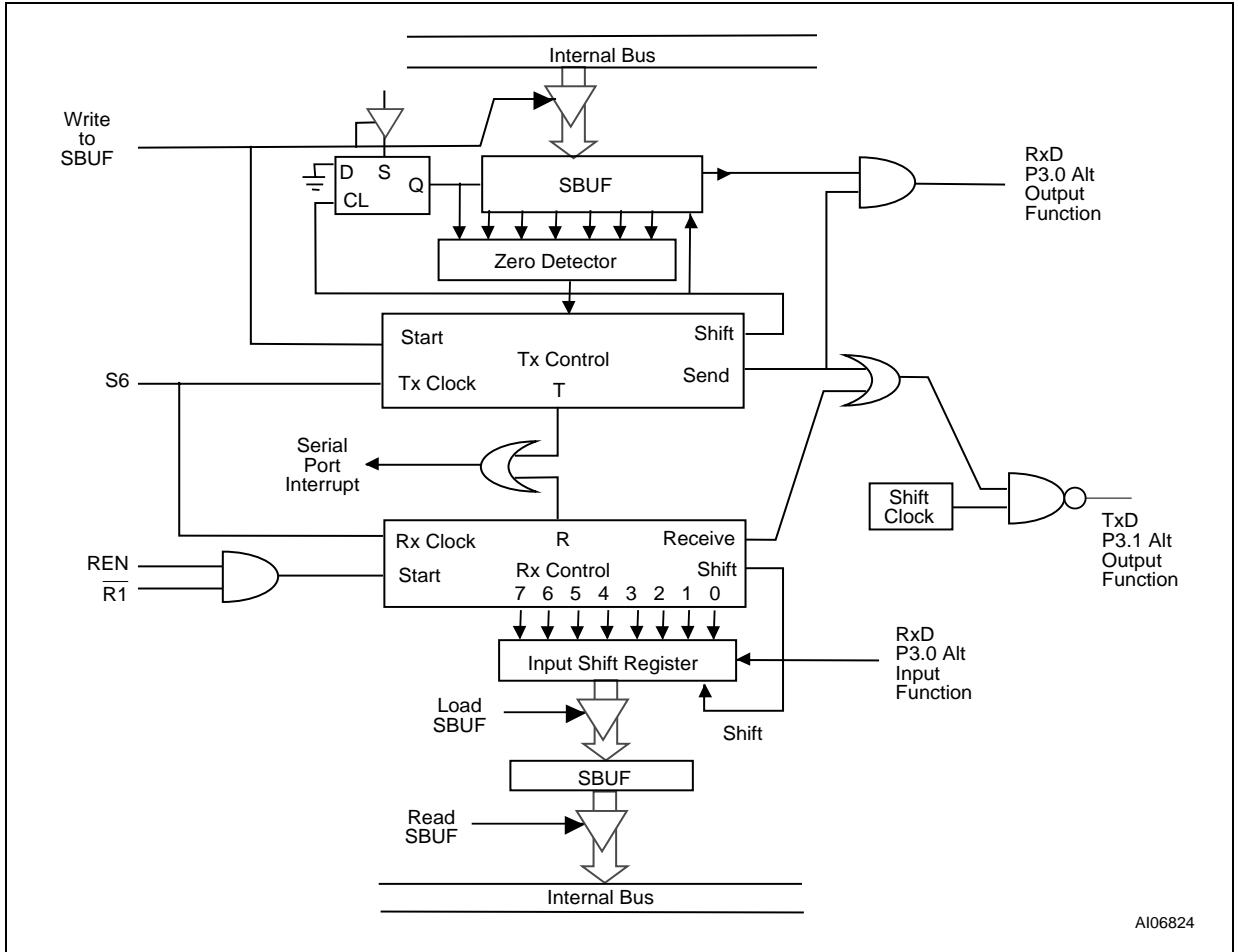 Internal Bus
Write
to
SBUF
D S
Q
CL
SBUF
RxD
P3.0 Alt
Output
Function
Zero Detector
Start
Shift
Tx Control
Send
S6
Tx Clock
T
Serial
Port
Interrupt
Shift
Clock
TxD
P3.1 Alt
Output
Function
Rx Clock
R
Receive
REN
R1
Start
Rx Control
Shift
7 6 5 4 3 2 1 0
RxD
P3.0 Alt
Input
Function
Input Shift Register
Load
SBUF
Shift
SBUF
Read
SBUF
Internal Bus
AI06824